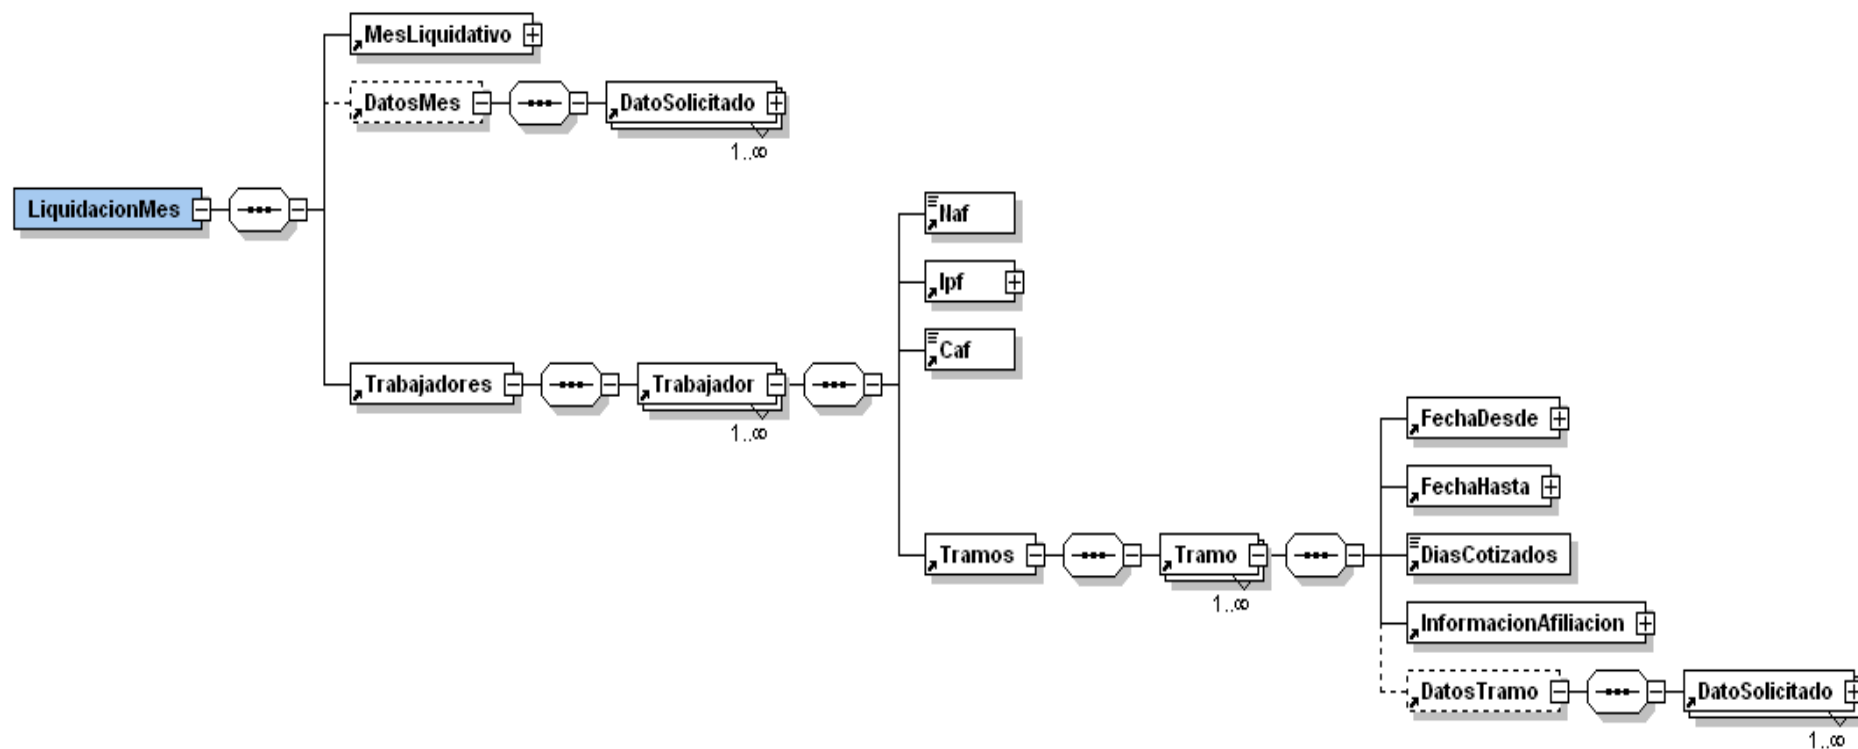 MesLiquidativo
DatosMes
DatoSolicitado
1..∞
LiquidacionMes
Naf
Ipf
Caf
Trabajadores
Trabajador
1..∞
FechaDesde
FechaHasta
Tramos
Tramo
1..∞
DiasCotizados
InformacionAfiliacion
DatosTramo
DatoSolicitado
1..∞